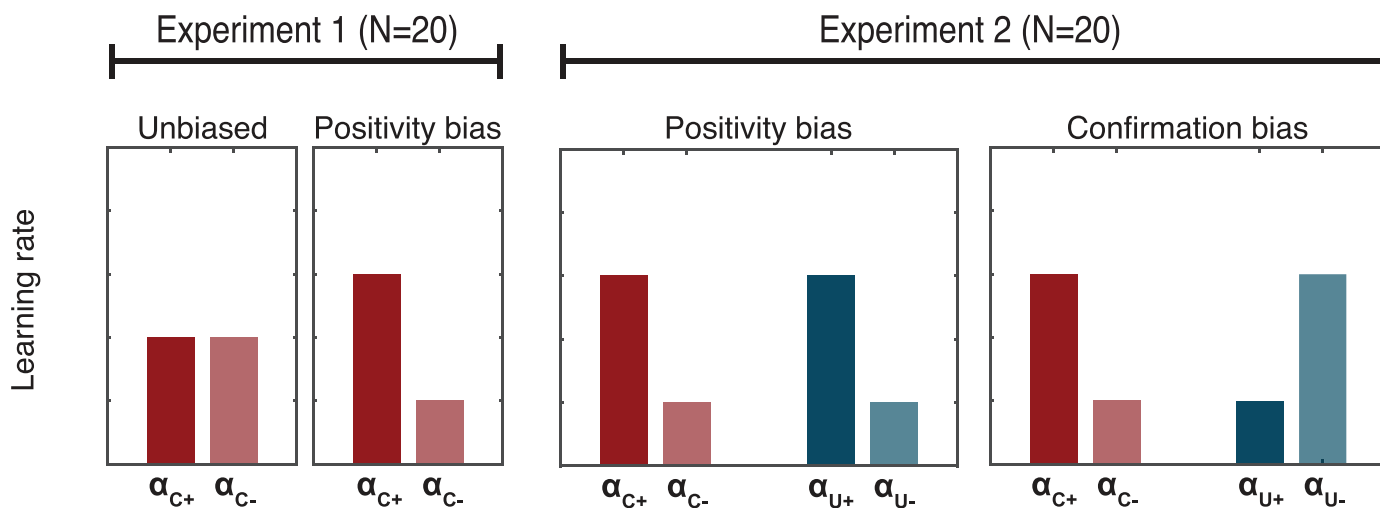 Experiment 1 (N=20)
Experiment 2 (N=20)
Unbiased
Positivity bias
Positivity bias
Confirmation bias
Learning rate
αC+ αC-
αC+ αC-
αC+ αC- αU+ αU-
αC+ αC- αU+ αU-